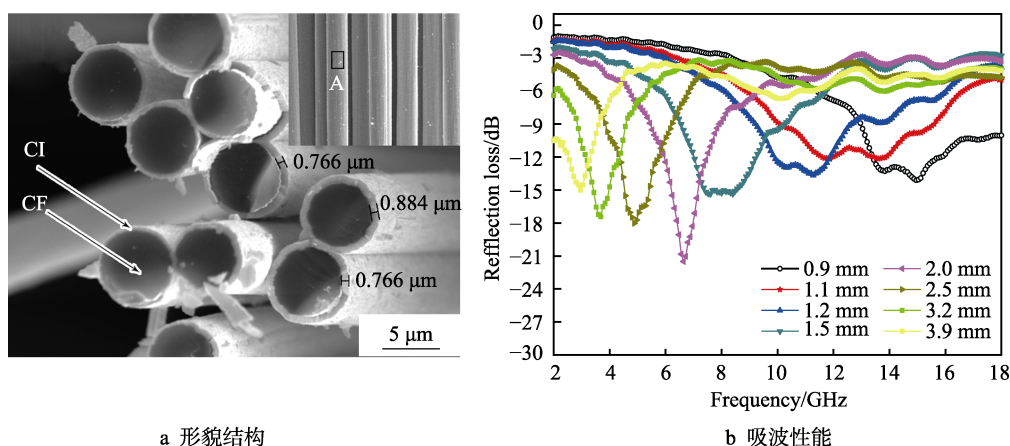 A
CI
CF
0.766 μm
0.884 μm
0.766 μm
5 μm
a 形貌结构
Refflection loss/dB
0
−3
−6
−9
−12
−15
−18
−21
−24
−27
−30
0.9 mm
1.1 mm
1.2 mm
1.5 mm
2.0 mm
2.5 mm
3.2 mm
3.9 mm
2 4 6 8 10 12 14 16 18
Frequency/GHz
b 吸波性能